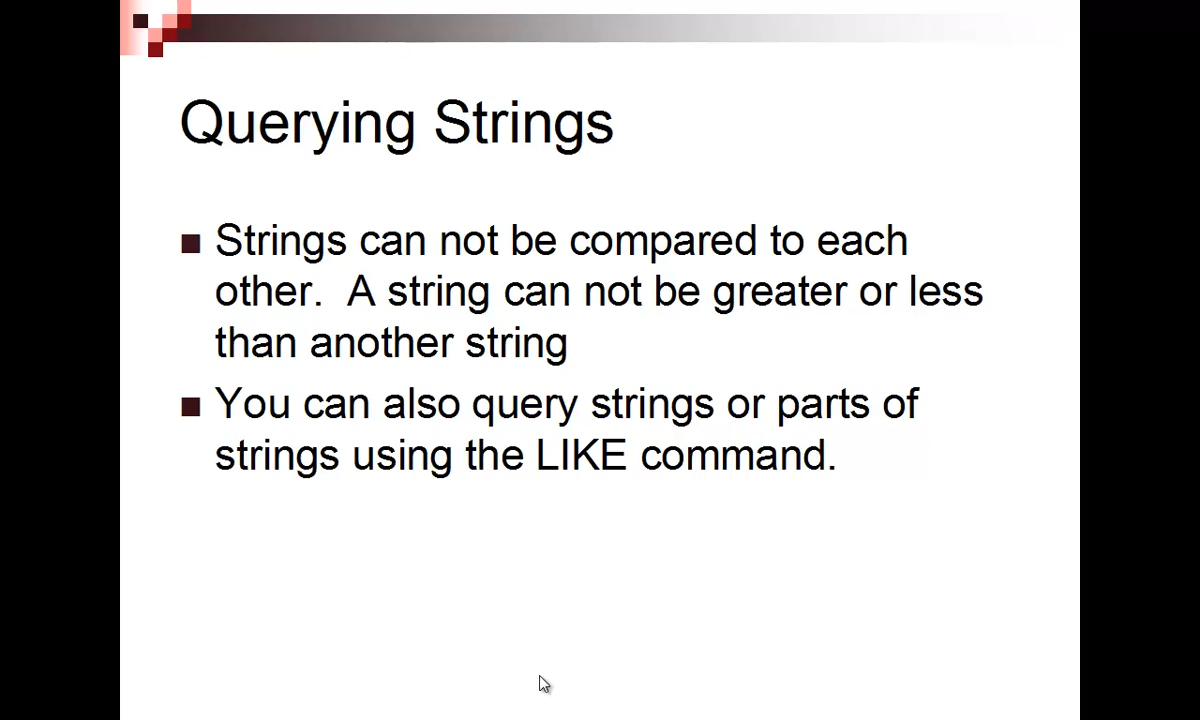 Querying Strings
Strings can not be compared to each
other.  A string can not be greater or less
than another string
You can also query strings or parts of
strings using the LIKE command.